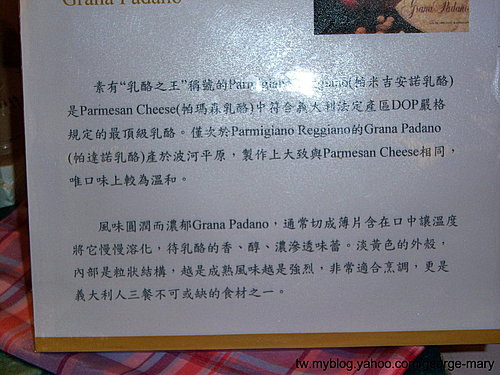 Grana Padano
Grana Padano
素有“乳酪之王”稱號的Parmigiano Reggiano(帕米吉安諾乳酪)
是Parmesan Cheese(帕瑪森乳酪)中符合義大利法定產區DOP嚴格
規定的最頂級乳酪。僅次於Parmigiano Reggiano的Grana Padano
(帕達諾乳酪)產於波河平原，製作上大致與Parmesan Cheese相同，
唯口味上較為溫和。
風味圓潤而濃郁Grana Padano，通常切成薄片含在口中讓溫度
將它慢慢溶化，待乳酪的香、醇、濃滲透味蕾。淡黃色的外殼，
內部是粒狀結構，越是成熟風味越是強烈，非常適合烹調，更是
義大利人三餐不可或缺的食材之一。
tw.myblog.yahoo.com/george-mary